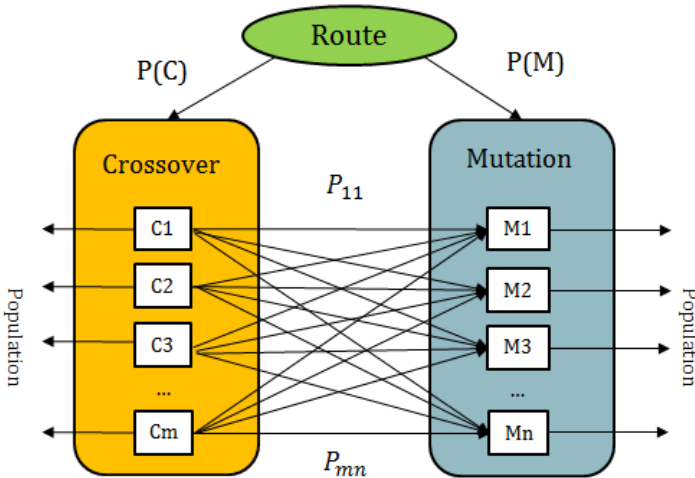 Route
P(C)
P(M)
Crossover
Mutation
P₁₁
C1
M1
C2
M2
C3
M3
...
...
Cm
Mn
Pₘₙ
Population
Population